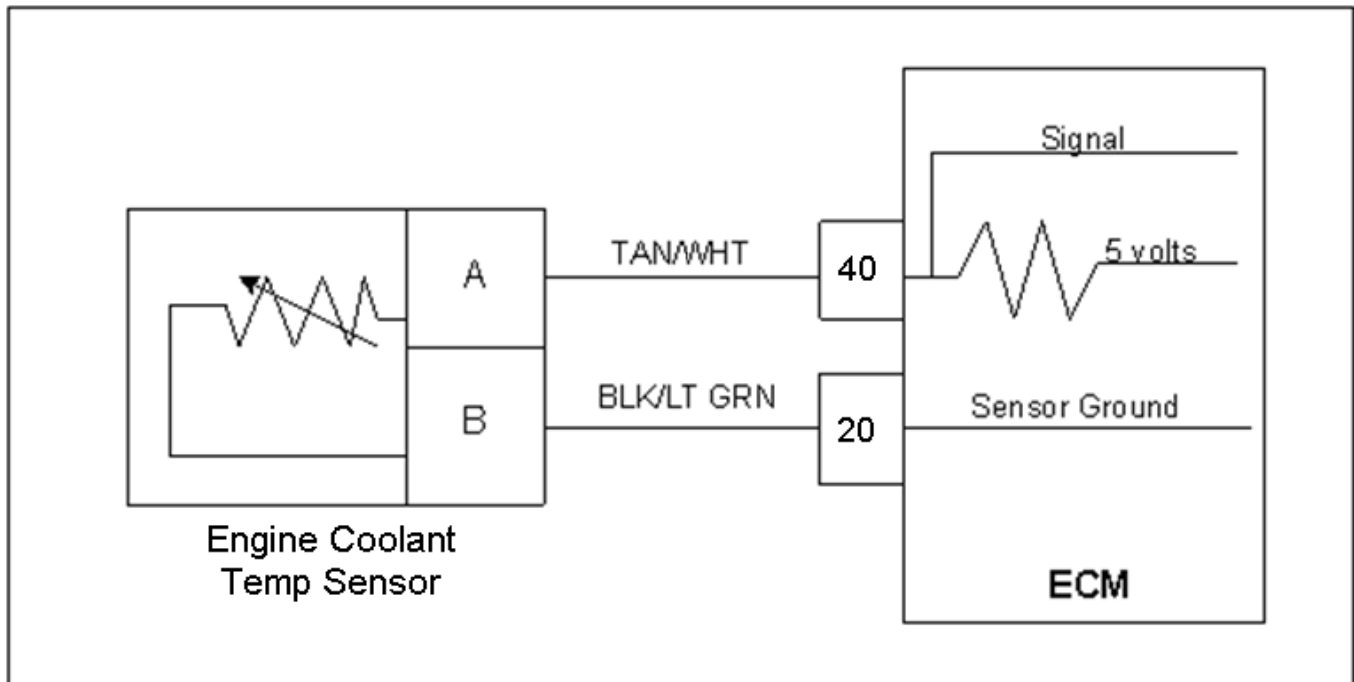 Signal
5 volts
A
TAN/WHT
40
B
BLK/LT GRN
20
Sensor Ground
Engine Coolant
Temp Sensor
ECM